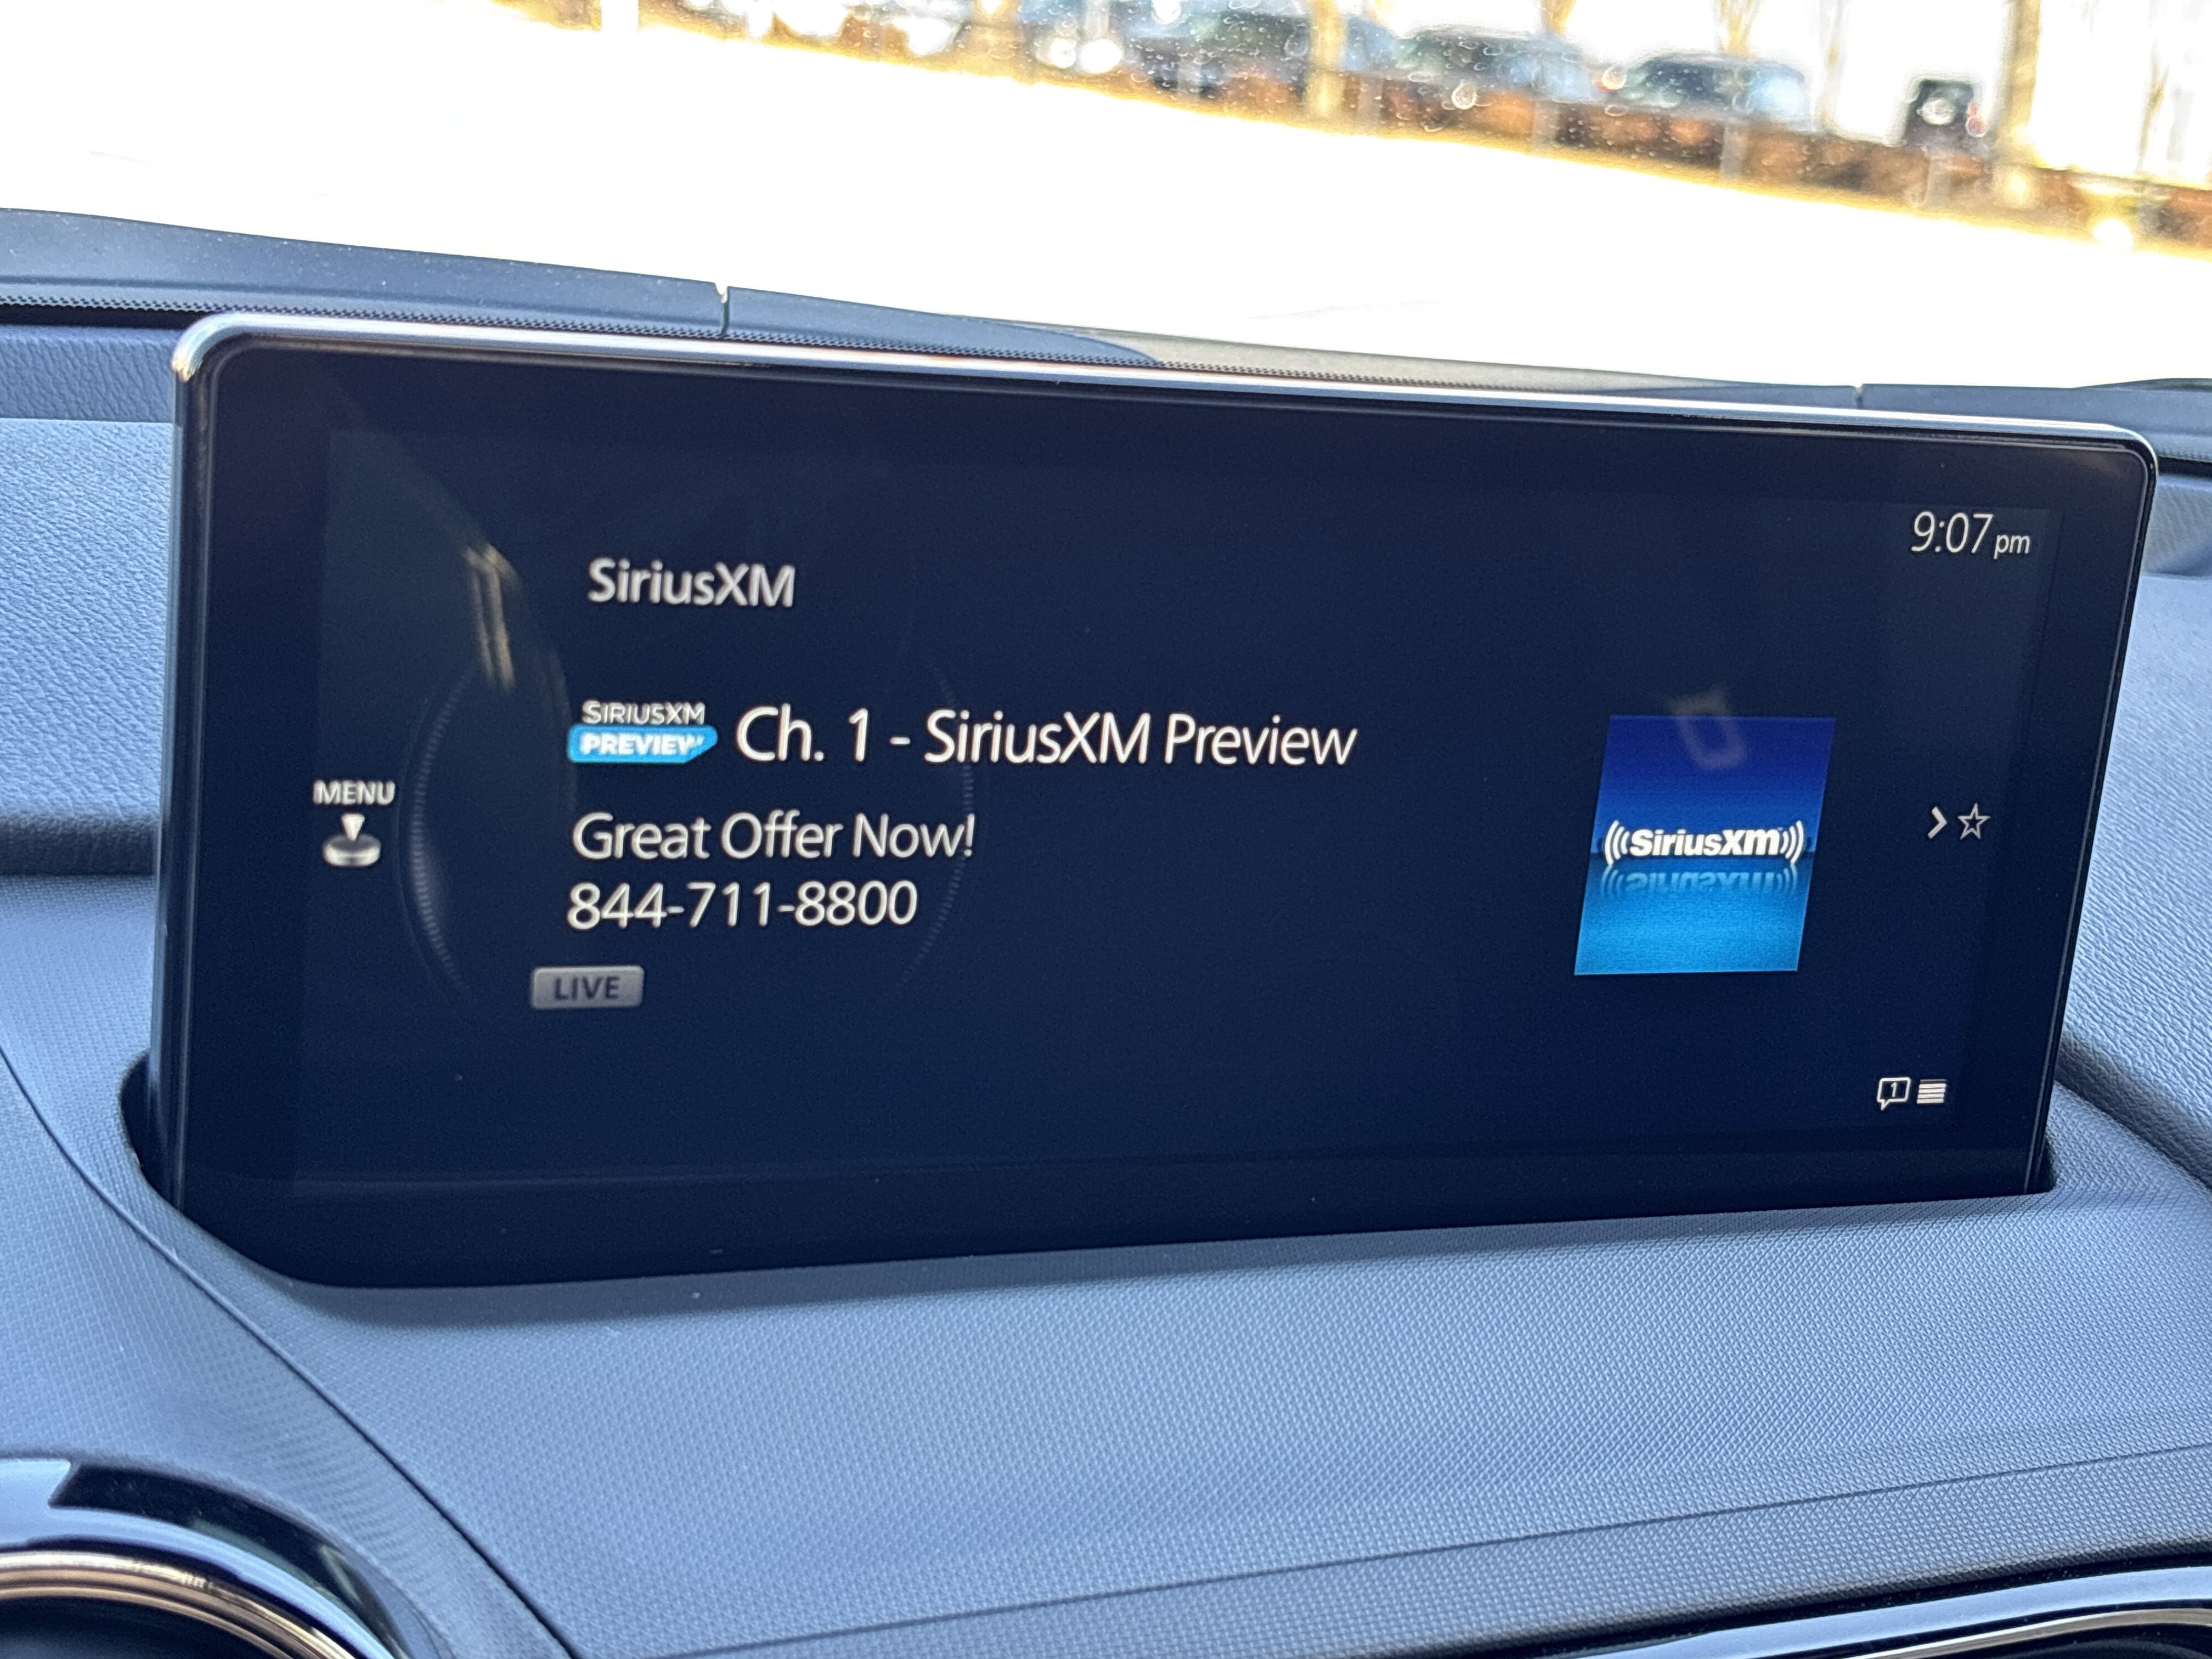 9:07 pm
SiriusXM
SIRIUSXM
PREVIEW
Ch. 1 - SiriusXM Preview
MENU
Great Offer Now!
844-711-8800
SiriusXm
LIVE
1